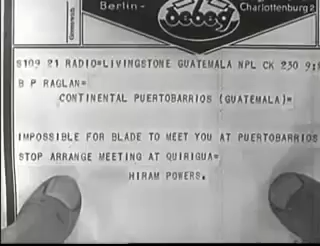 Berlin-
debeg
Charlottenburg 2
S109 21 RADIO=LIVINGSTONE GUATEMALA NPL CK 230
B P RAGLAN=
CONTINENTAL PUERTOBARRIOS (GUATEMALA)=
IMPOSSIBLE FOR BLADE TO MEET YOU AT PUERTOBARRIOS
STOP ARRANGE MEETING AT QUIRIGUA=
HIRAM POWERS.